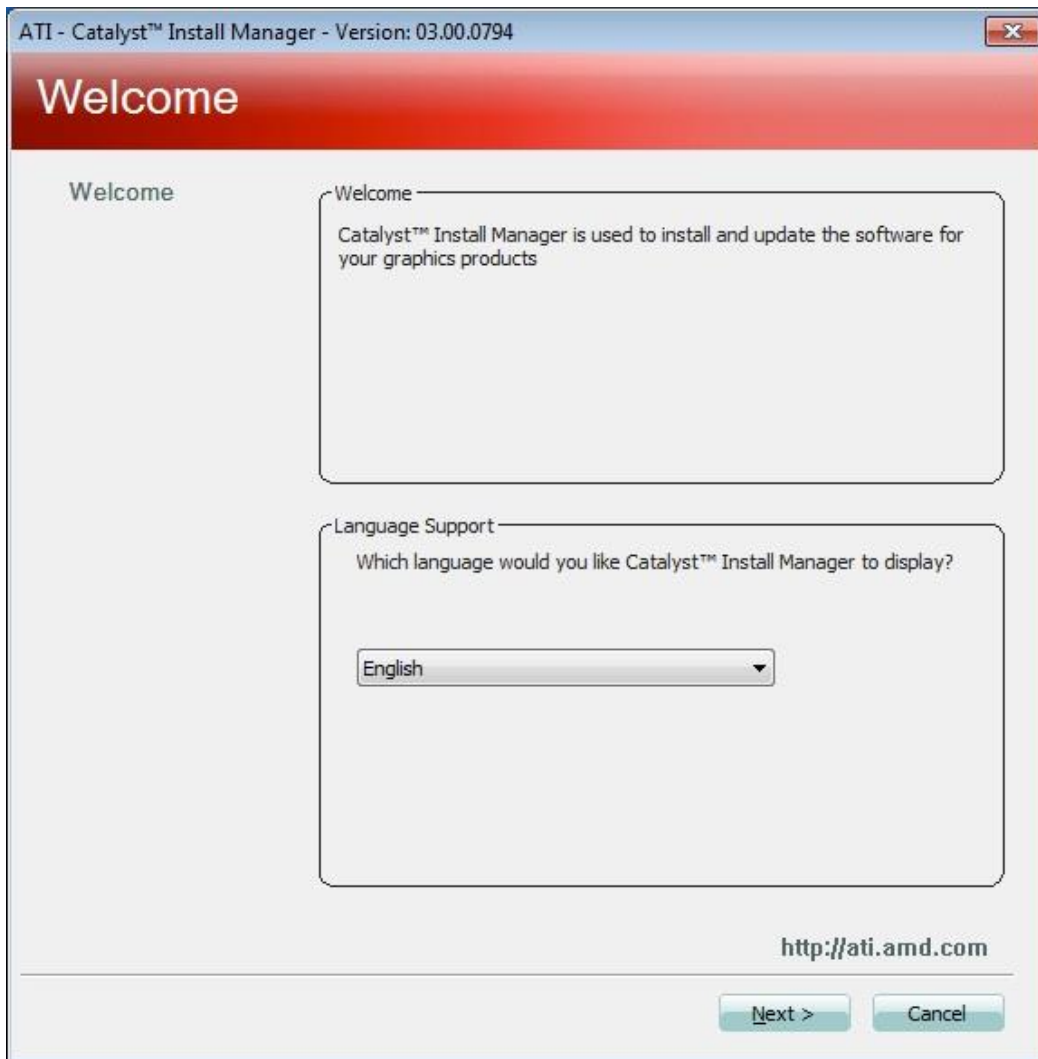 ATI - Catalyst™ Install Manager - Version: 03.00.0794
Welcome
Welcome
Welcome
Catalyst™ Install Manager is used to install and update the software for
your graphics products
Language Support
Which language would you like Catalyst™ Install Manager to display?
English
http://ati.amd.com
Next >
Cancel